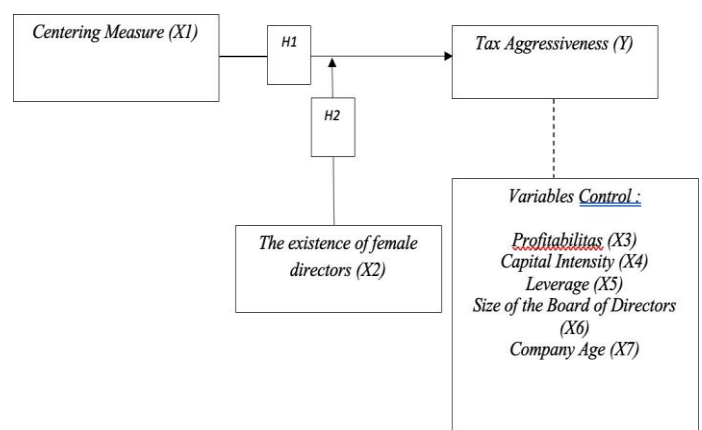 Centering Measure (X1)
H1
Tax Aggressiveness (Y)
H2
The existence of female
directors (X2)
Variables Control :
Profitabilitas (X3)
Capital Intensity (X4)
Leverage (X5)
Size of the Board of Directors
(X6)
Company Age (X7)